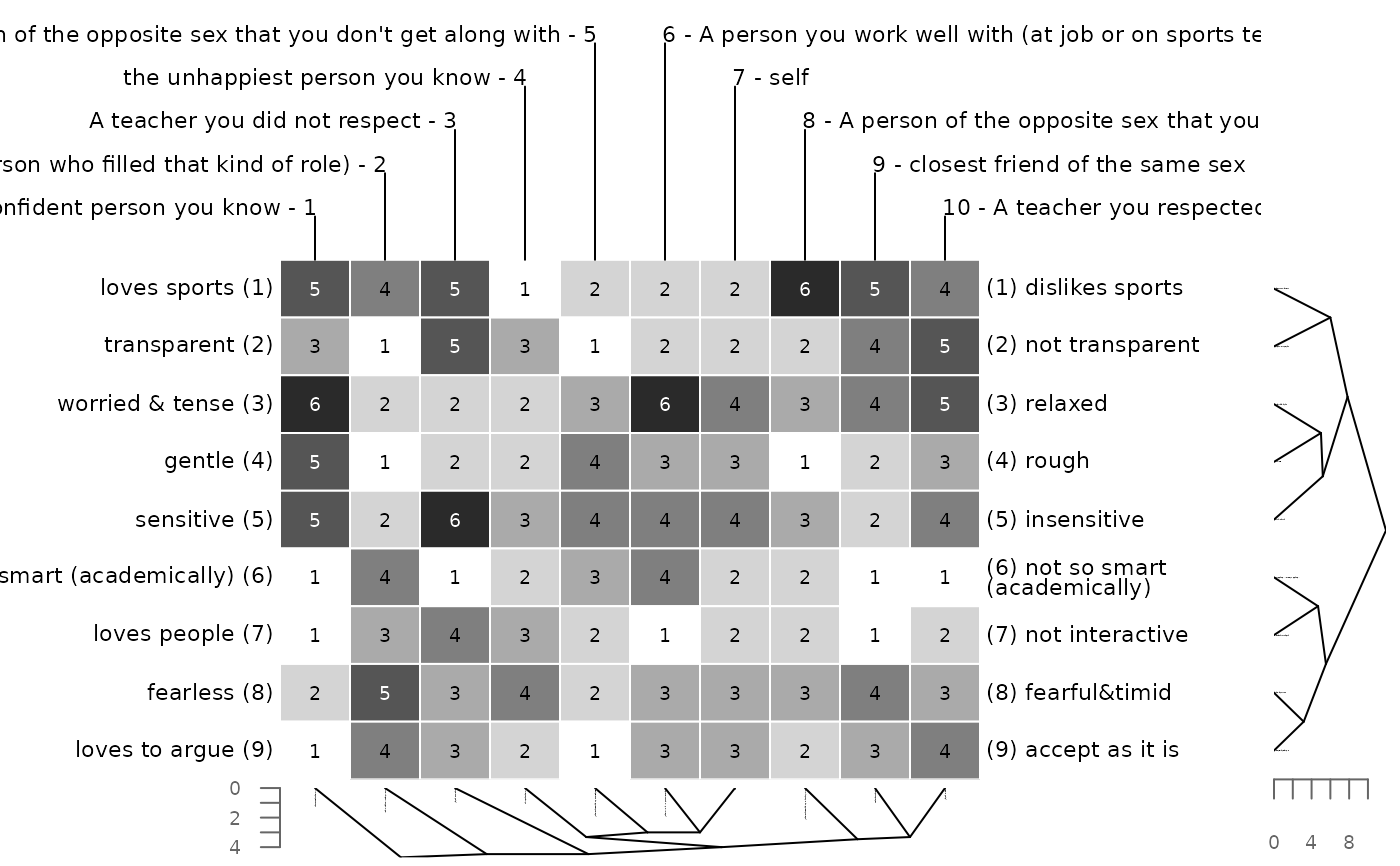 of the opposite sex that you don't get along with - 5
6 - A person you work well with (at job or on sports
the unhappiest person you know - 4
7 - self
A teacher you did not respect - 3
8 - A person of the opposite sex that you
who filled that kind of role) - 2
9 - closest friend of the same sex
person you know - 1
10 - A teacher you respected
loves sports (1) 5 4 5 1 2 2 2 6 5 4 (1) dislikes sports
transparent (2) 3 1 5 3 1 2 2 2 4 5 (2) not transparent
worried & tense (3) 6 2 2 2 3 6 4 3 4 5 (3) relaxed
gentle (4) 5 1 2 2 4 3 3 1 2 3 (4) rough
sensitive (5) 5 2 6 3 4 4 4 3 2 4 (5) insensitive
smart (academically) (6) 1 4 1 2 3 4 2 2 1 1 (6) not so smart
(academically)
loves people (7) 1 3 4 3 2 1 2 2 1 2 (7) not interactive
fearless (8) 2 5 3 4 2 3 3 3 4 3 (8) fearful&timid
loves to argue (9) 1 4 3 2 1 3 3 2 3 4 (9) accept as it is
0
2
4
0 4 8